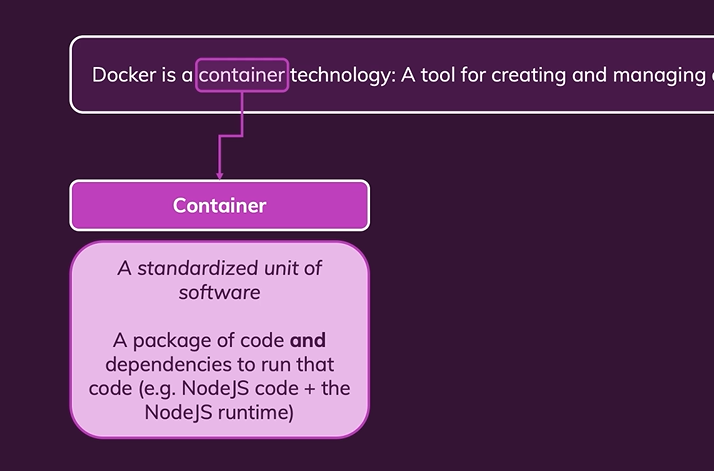 Docker is a container technology: A tool for creating and managing
Container
A standardized unit of
software
A package of code and
dependencies to run that
code (e.g. NodeJS code + the
NodeJS runtime)